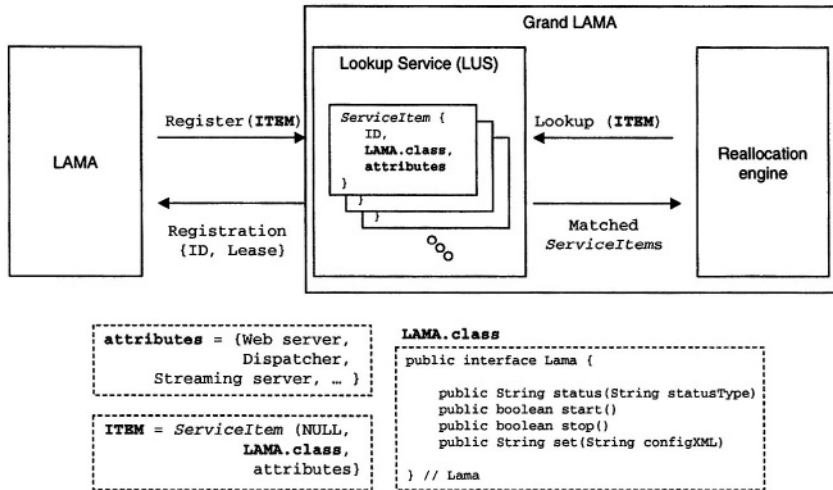 Grand LAMA
Lookup Service (LUS)
LAMA
Register(ITEM)
Registration
{ID, Lease}
ServiceItem {
ID,
LAMA.class,
attributes
}
}
}
Lookup (ITEM)
Matched
ServiceItems
Reallocation
engine
attributes = {Web server,
Dispatcher,
Streaming server, … }
ITEM = ServiceItem (NULL,
LAMA.class,
attributes}
LAMA.class
public interface Lama {
public String status(String statusType)
public boolean start()
public boolean stop()
public String set(String configXML)
} // Lama